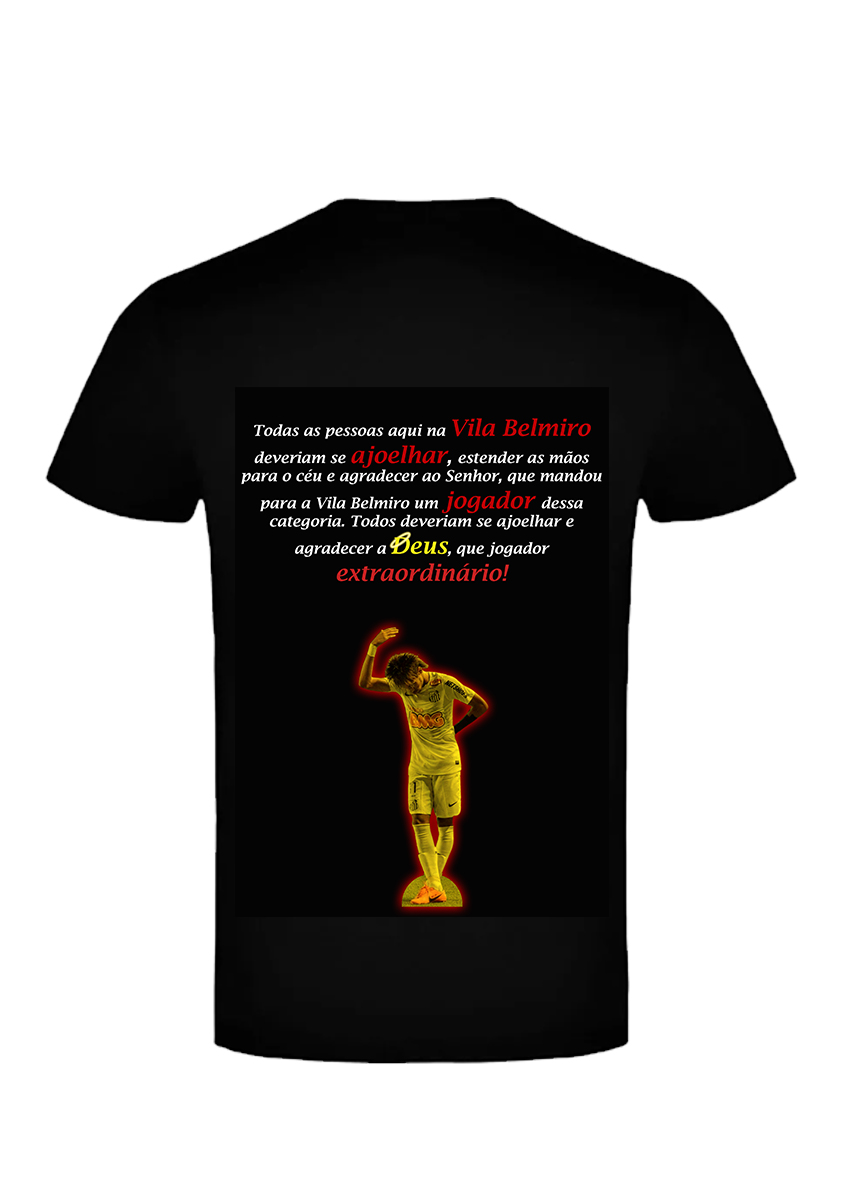 Todas as pessoas aqui na Vila Belmiro
deveriam se ajoelhar, estender as mãos
para o céu e agradecer ao Senhor, que mandou
para a Vila Belmiro um jogador dessa
categoria. Todos deveriam se ajoelhar e
agradecer a Deus, que jogador
extraordinário!
BMG